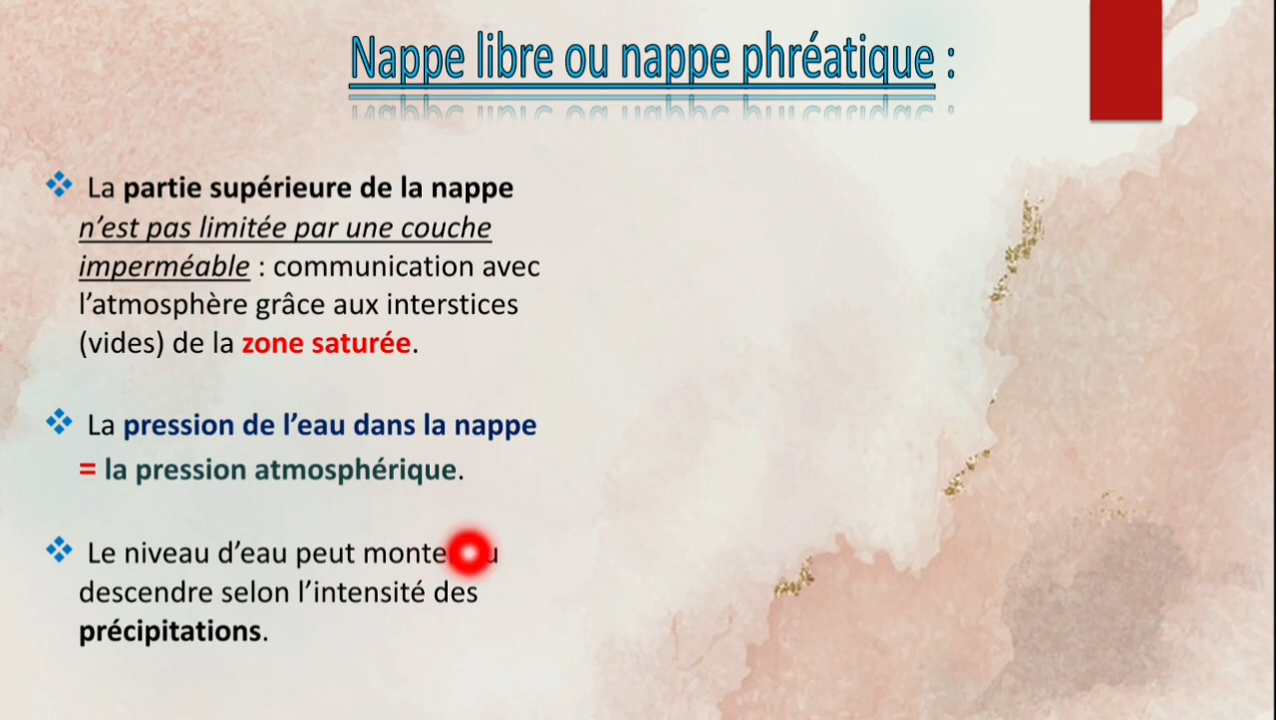 Nappe libre ou nappe phréatique :
La partie supérieure de la nappe
n'est pas limitée par une couche
imperméable : communication avec
l'atmosphère grâce aux interstices
(vides) de la zone saturée.
La pression de l'eau dans la nappe
= la pression atmosphérique.
Le niveau d'eau peut
descendre selon l'intensité des
précipitations.